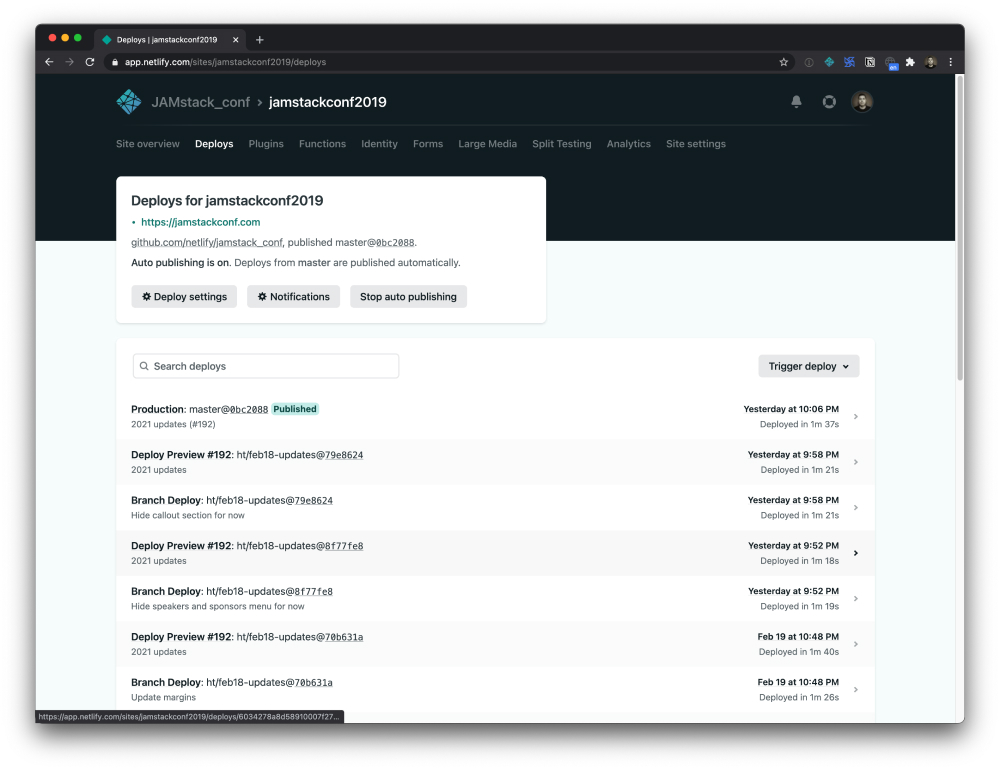 Deploys | jamstackconf2019
app.netlify.com/sites/jamstackconf2019/deploys
JAMstack_conf › jamstackconf2019
Site overview Deploys Plugins Functions Identity Forms Large Media Split Testing Analytics Site settings
Deploys for jamstackconf2019
• https://jamstackconf.com
github.com/netlify/jamstack_conf, published master@0bc2088.
Auto publishing is on. Deploys from master are published automatically.
Deploy settings Notifications Stop auto publishing
Search deploys Trigger deploy
Production: master@0bc2088 Published Yesterday at 10:06 PM
2021 updates (#192) Deployed in 1m 37s
Deploy Preview #192: ht/feb18-updates@79e8624 Yesterday at 9:58 PM
2021 updates Deployed in 1m 21s
Branch Deploy: ht/feb18-updates@79e8624 Yesterday at 9:58 PM
Hide callout section for now Deployed in 1m 21s
Deploy Preview #192: ht/feb18-updates@8f77fe8 Yesterday at 9:52 PM
2021 updates Deployed in 1m 18s
Branch Deploy: ht/feb18-updates@8f77fe8 Yesterday at 9:52 PM
Hide speakers and sponsors menu for now Deployed in 1m 19s
Deploy Preview #192: ht/feb18-updates@70b631a Feb 19 at 10:48 PM
2021 updates Deployed in 1m 40s
Branch Deploy: ht/feb18-updates@70b631a Feb 19 at 10:48 PM
Update margins Deployed in 1m 26s
https://app.netlify.com/sites/jamstackconf2019/deploys/6034278a8d58910007f27...